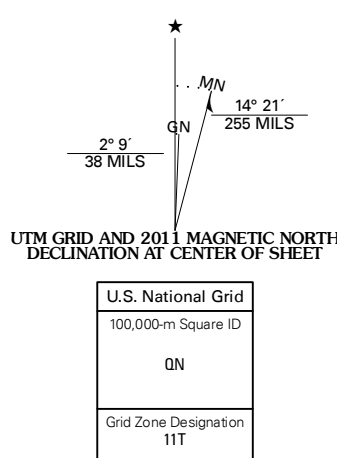 ★
MN
GN
14° 21´
255 MILS
2° 9´
38 MILS
UTM GRID AND 2011 MAGNETIC NORTH
DECLINATION AT CENTER OF SHEET
U.S. National Grid
100,000-m Square ID
QN
Grid Zone Designation
11T